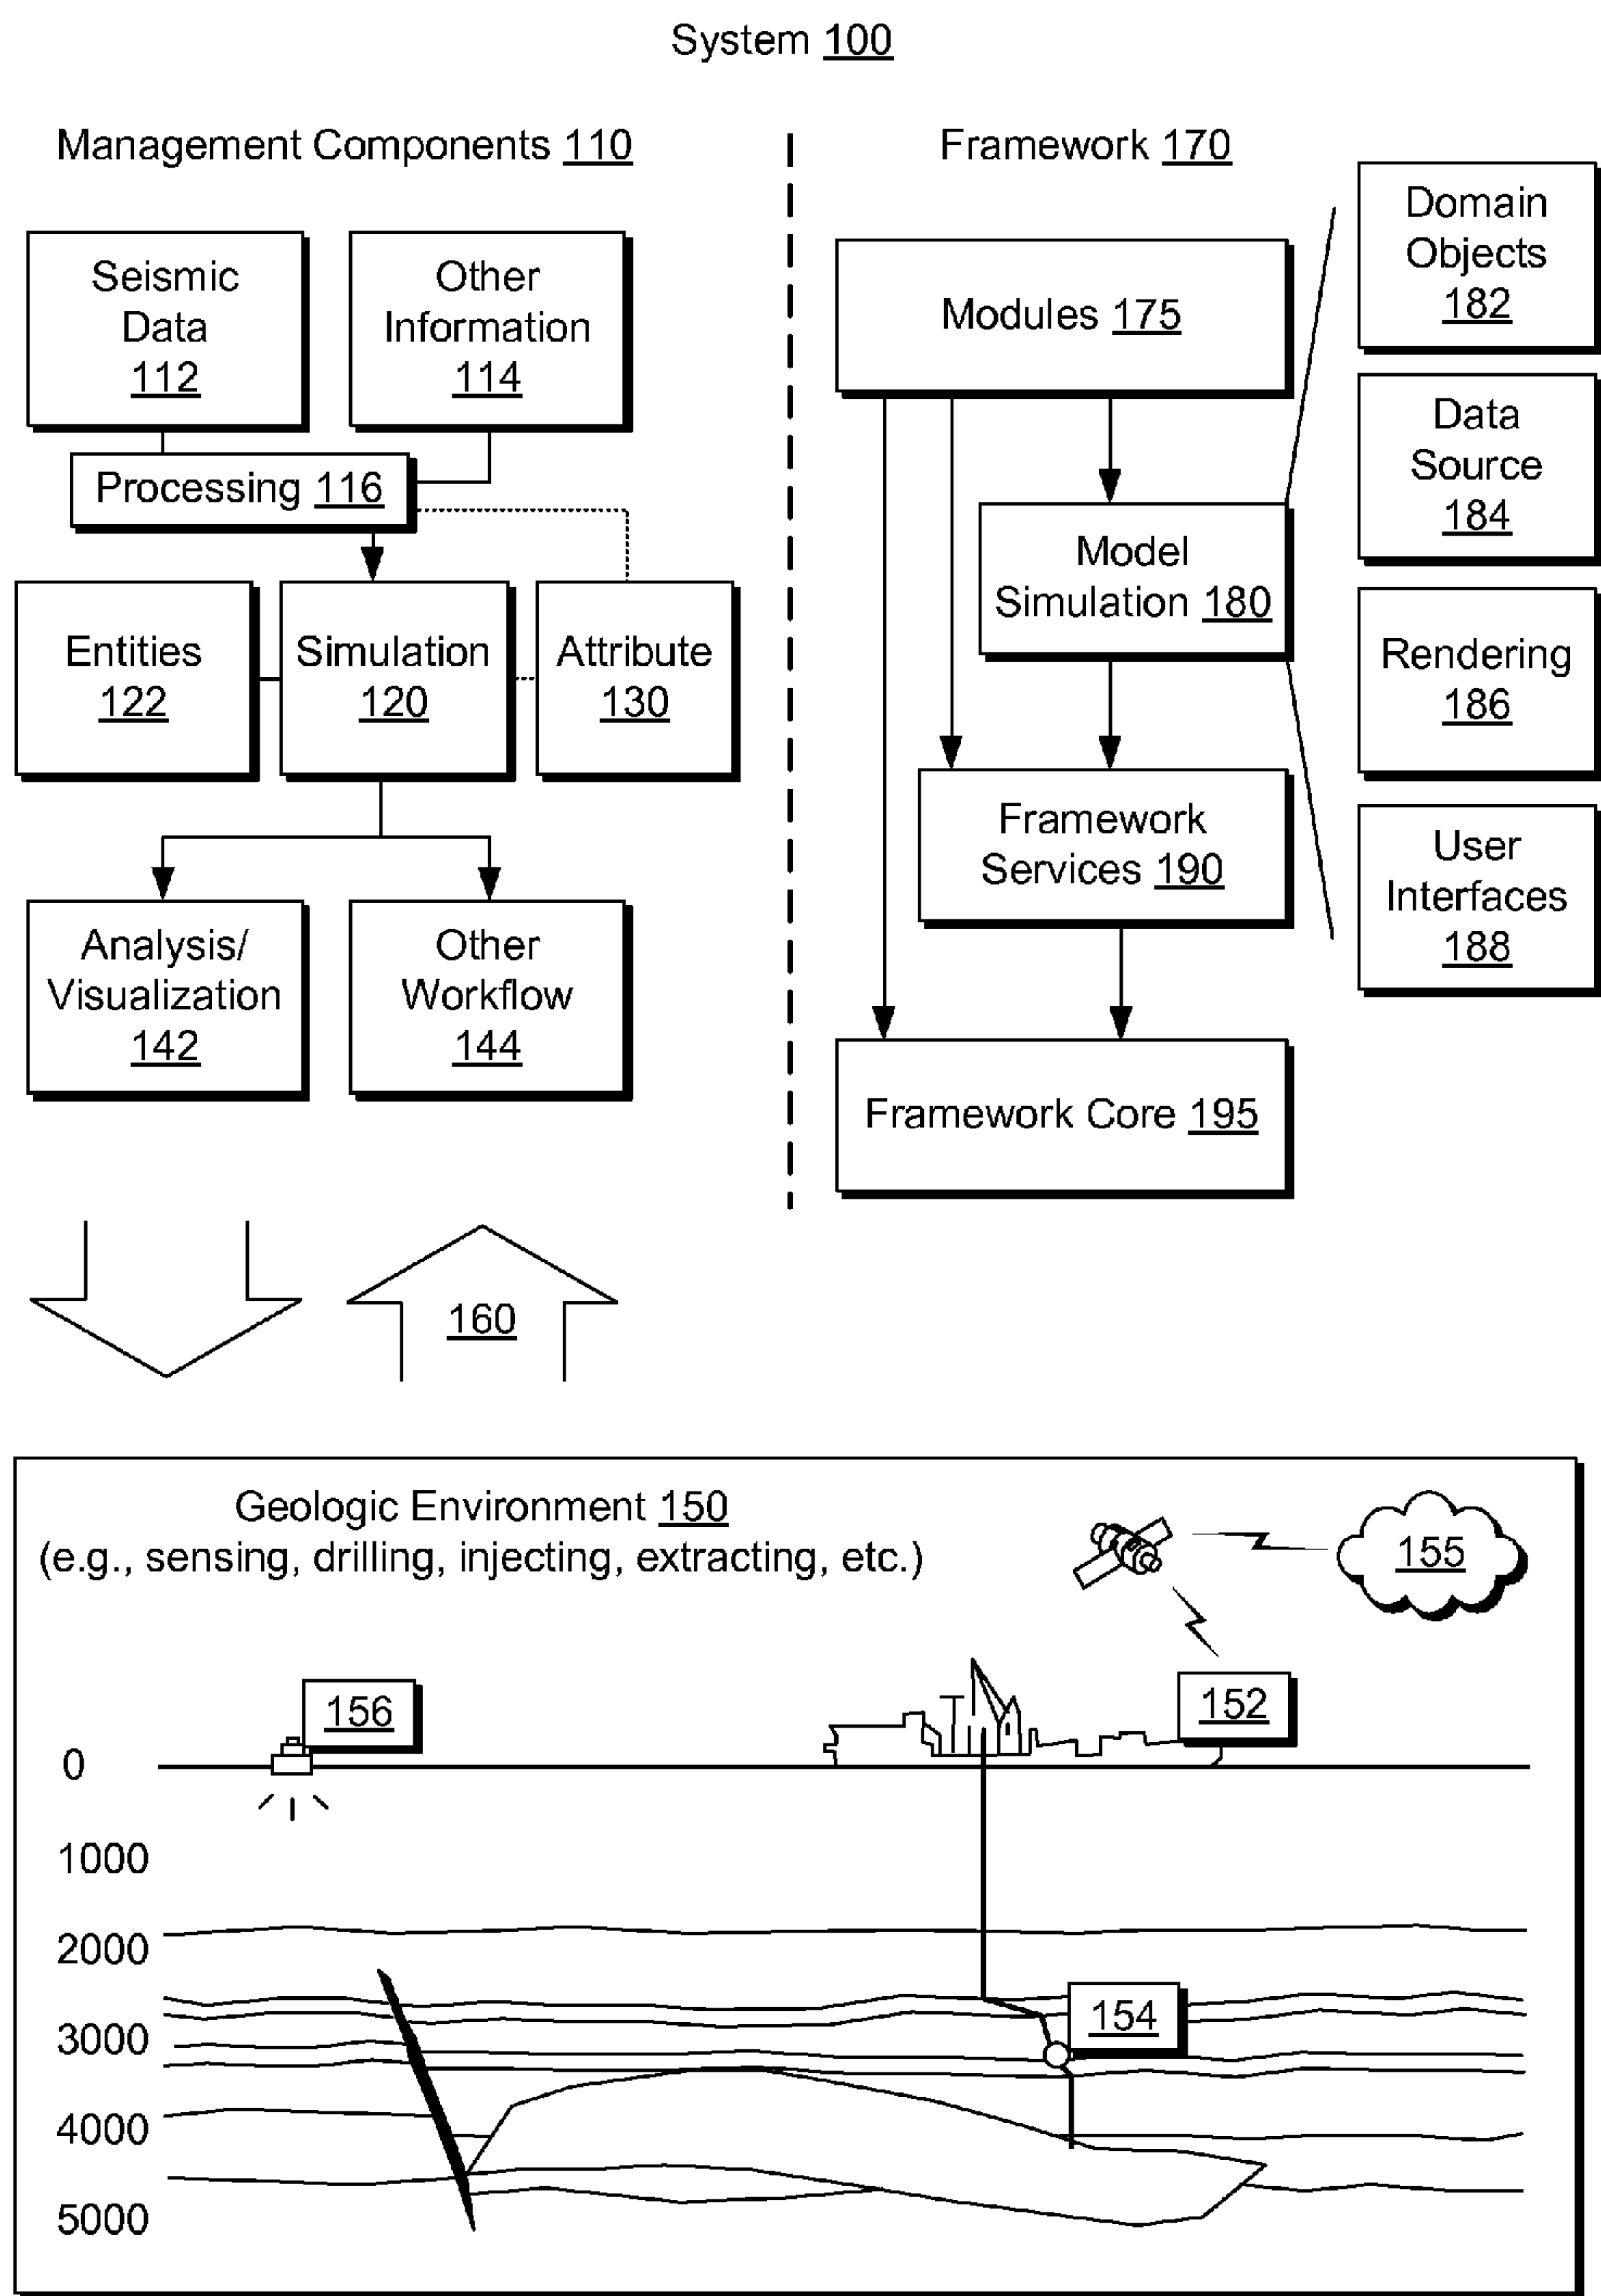 System 100
Management Components 110
Seismic
Data
112
Other
Information
114
Processing 116
Entities
122
Simulation
120
Attribute
130
Analysis/
Visualization
142
Other
Workflow
144
Framework 170
Modules 175
Model
Simulation 180
Framework
Services 190
Framework Core 195
Domain
Objects
182
Data
Source
184
Rendering
186
User
Interfaces
188
160
Geologic Environment 150
(e.g., sensing, drilling, injecting, extracting, etc.)
155
156
152
0
1000
2000
154
3000
4000
5000